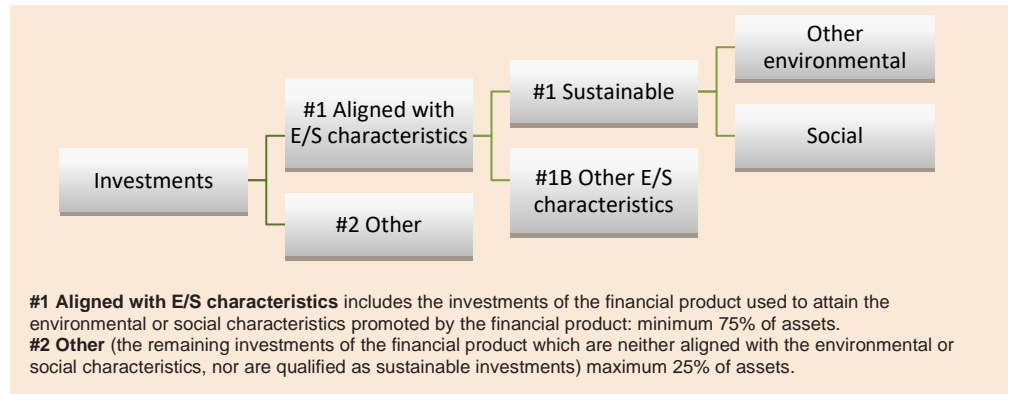 Other
environmental
#1 Aligned with
E/S characteristics
#1 Sustainable
Social
Investments
#1B Other E/S
characteristics
#2 Other
#1 Aligned with E/S characteristics includes the investments of the financial product used to attain the
environmental or social characteristics promoted by the financial product: minimum 75% of assets.
#2 Other (the remaining investments of the financial product which are neither aligned with the environmental or
social characteristics, nor are qualified as sustainable investments) maximum 25% of assets.